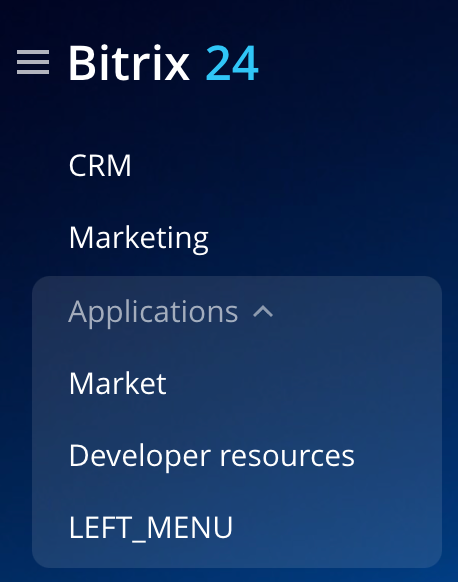 Bitrix 24
CRM
Marketing
Applications
Market
Developer resources
LEFT_MENU